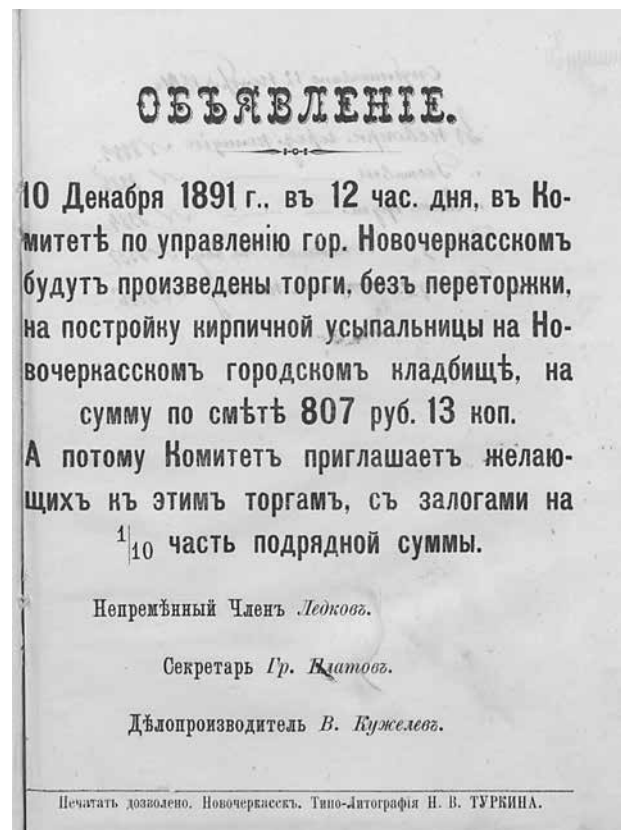 ОБЪЯВЛЕНІЕ.
10 Декабря 1891 г., въ 12 час. дня, въ Ко-
митетѣ по управленію гор. Новочеркасскомъ
будутъ произведены торги, безъ переторжки,
на постройку кирпичной усыпальницы на Но-
вочеркасскомъ городскомъ кладбищѣ, на
сумму по смѣтѣ 807 руб. 13 коп.
А потому Комитетъ приглашаетъ желаю-
щихъ къ этимъ торгамъ, съ залогами на
1/10 часть подрядной суммы.
Непремѣнный Членъ Ледковъ.
Секретарь Гр. Платовъ.
Дѣлопроизводитель В. Кужелевъ.
Печатать дозволено. Новочеркасскъ. Типо-Литографія Н. В. ТУРКИНА.